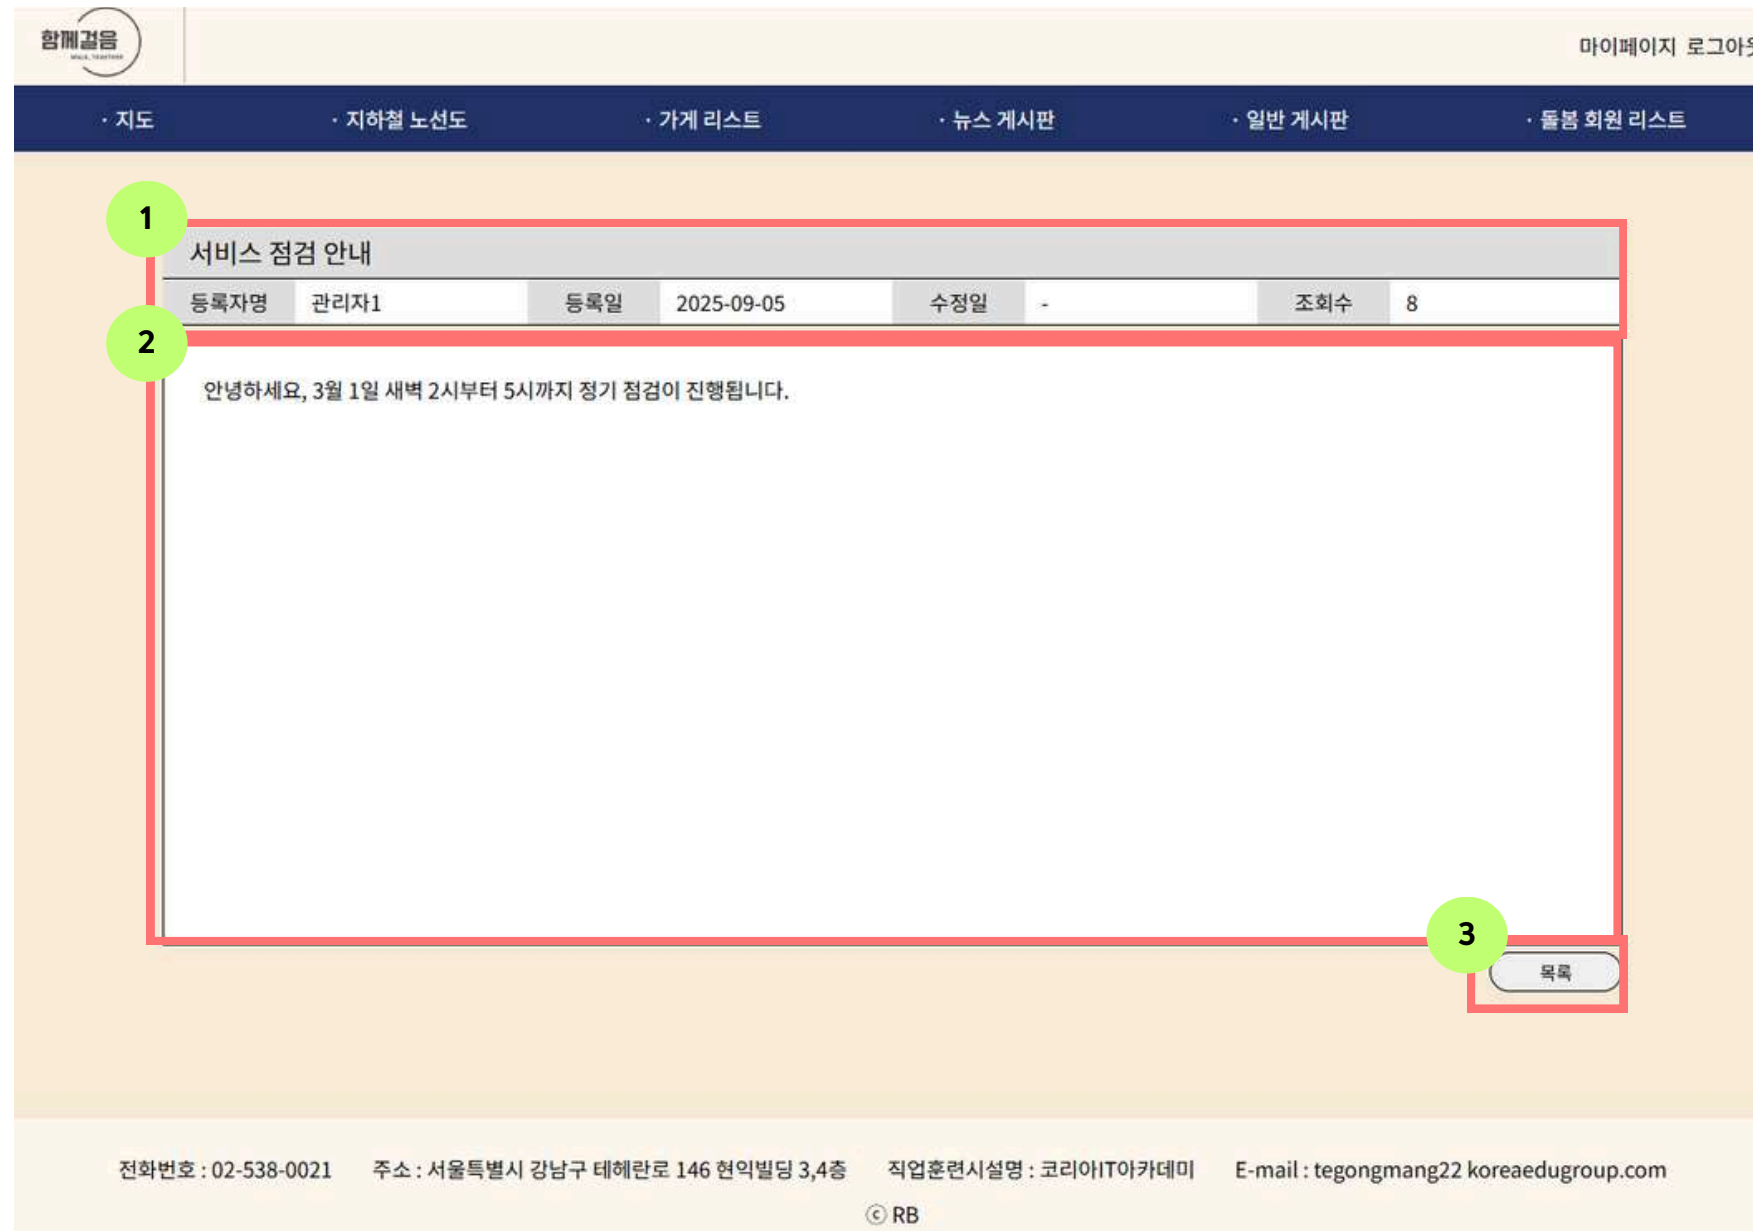 함께걸음
WALK, TOGETHER
마이페이지 로그아웃
· 지도 · 지하철 노선도 · 가게 리스트 · 뉴스 게시판 · 일반 게시판 · 돌봄 회원 리스트
1
서비스 점검 안내
등록자명 관리자1 등록일 2025-09-05 수정일 - 조회수 8
2
안녕하세요, 3월 1일 새벽 2시부터 5시까지 정기 점검이 진행됩니다.
3
목록
전화번호 : 02-538-0021 주소 : 서울특별시 강남구 테헤란로 146 현익빌딩 3,4층 직업훈련시설명 : 코리아IT아카데미 E-mail : tegongmang22 koreaedugroup.com
ⓒ RB